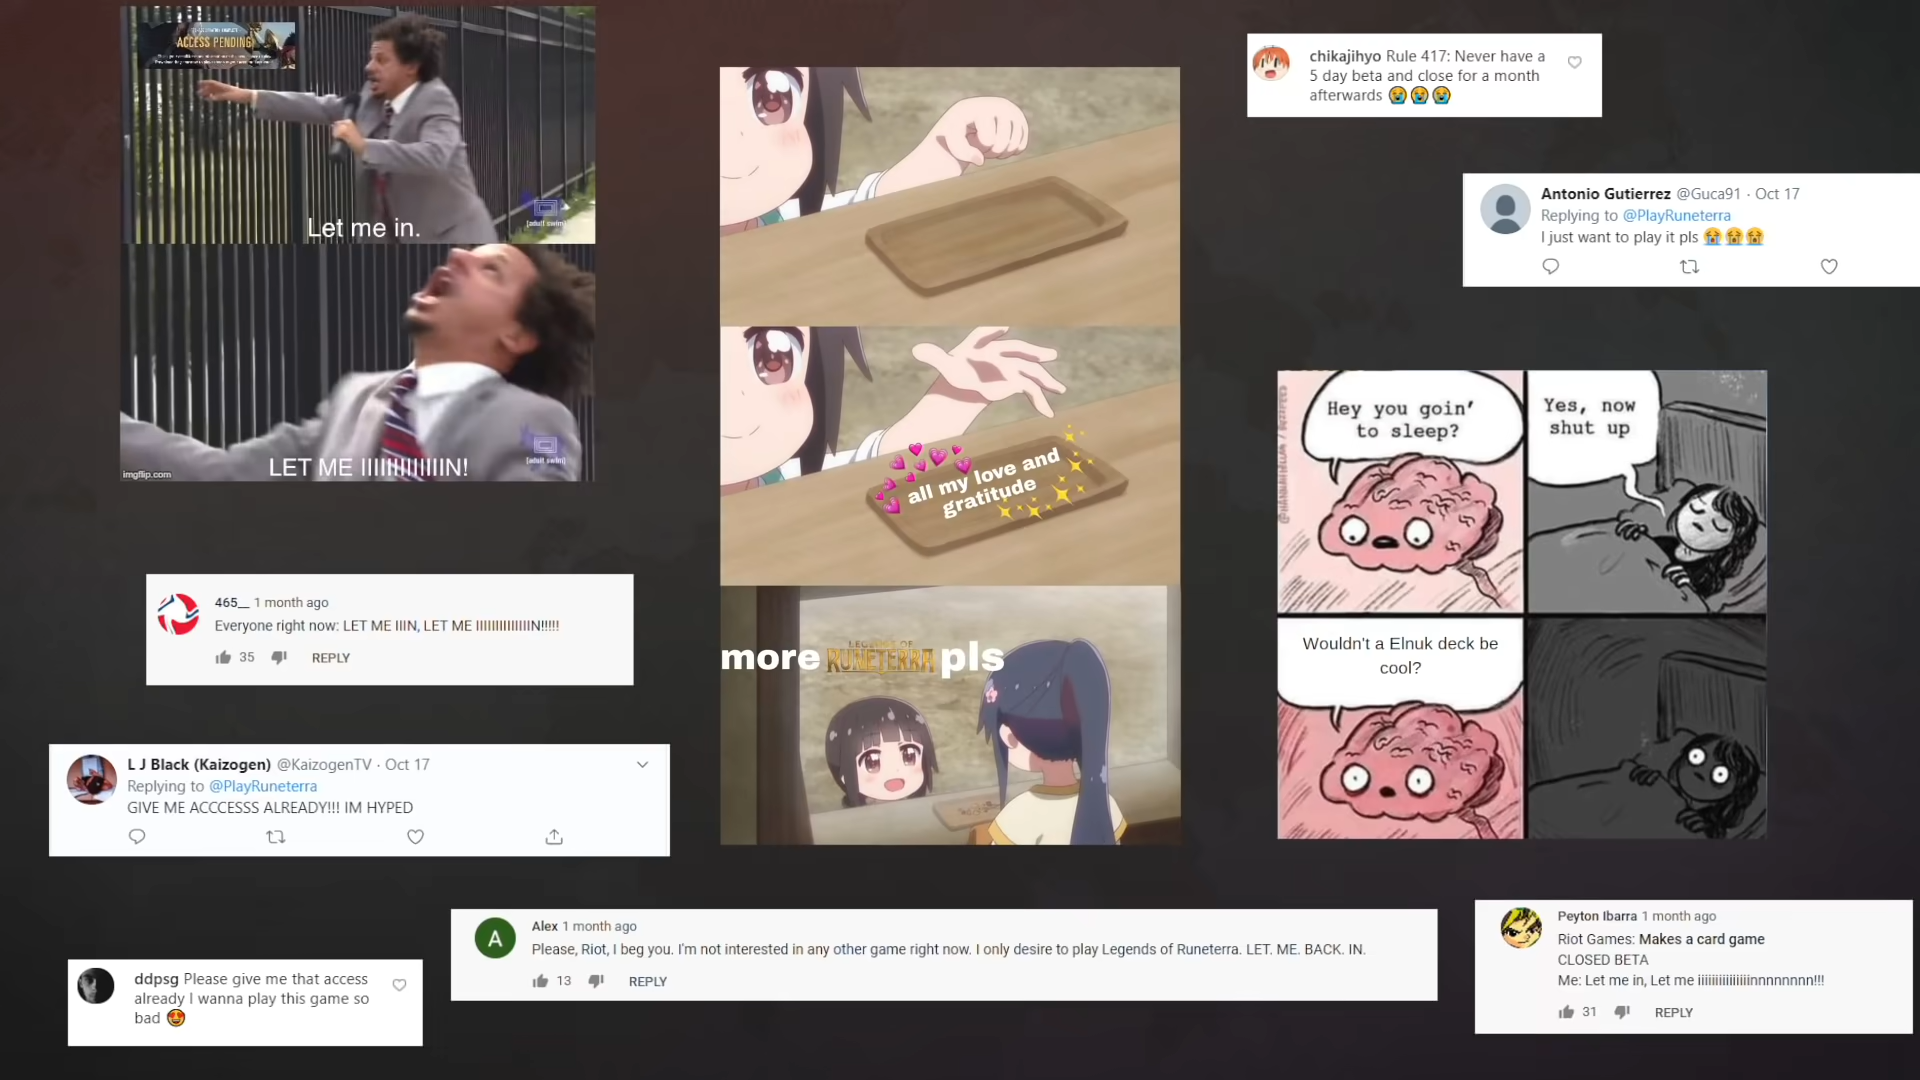 ACCESS PENDING
Let me in.
[adult swim]
LET ME IIIIIIIIIIIIN!
[adult swim]
imgflip.com
465__ 1 month ago
Everyone right now: LET ME IIIN, LET ME IIIIIIIIIIIIIIN!!!!!
35 REPLY
L J Black (Kaizogen) @KaizogenTV · Oct 17
Replying to @PlayRuneterra
GIVE ME ACCCESSS ALREADY!!! IM HYPED
ddpsg Please give me that access
already I wanna play this game so
bad 😍
all my love and
gratitude
more LEGENDS OF RUNETERRA pls
A
Alex 1 month ago
Please, Riot, I beg you. I'm not interested in any other game right now. I only desire to play Legends of Runeterra. LET. ME. BACK. IN.
13 REPLY
chikajihyo Rule 417: Never have a
5 day beta and close for a month
afterwards 😭😭😭
Antonio Gutierrez @Guca91 · Oct 17
Replying to @PlayRuneterra
I just want to play it pls 😭😭😭
Hey you goin'
to sleep?
Yes, now
shut up
Wouldn't a Elnuk deck be
cool?
Peyton Ibarra 1 month ago
Riot Games: Makes a card game
CLOSED BETA
Me: Let me in, Let me iiiiiiiiiiiiiiinnnnnnnn!!!
31 REPLY